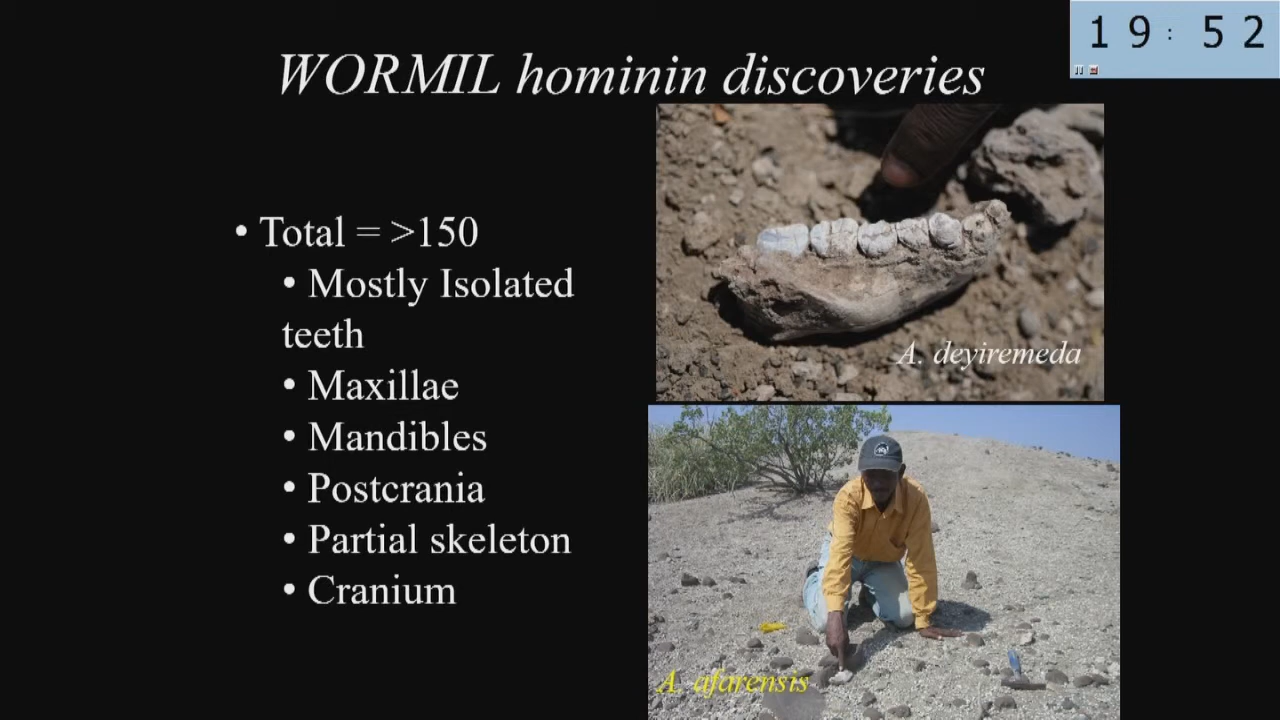 19: 52
WORMIL hominin discoveries
• Total = >150
• Mostly Isolated
teeth
• Maxillae
• Mandibles
• Postcrania
• Partial skeleton
• Cranium
A. deyiremeda
A. afarensis